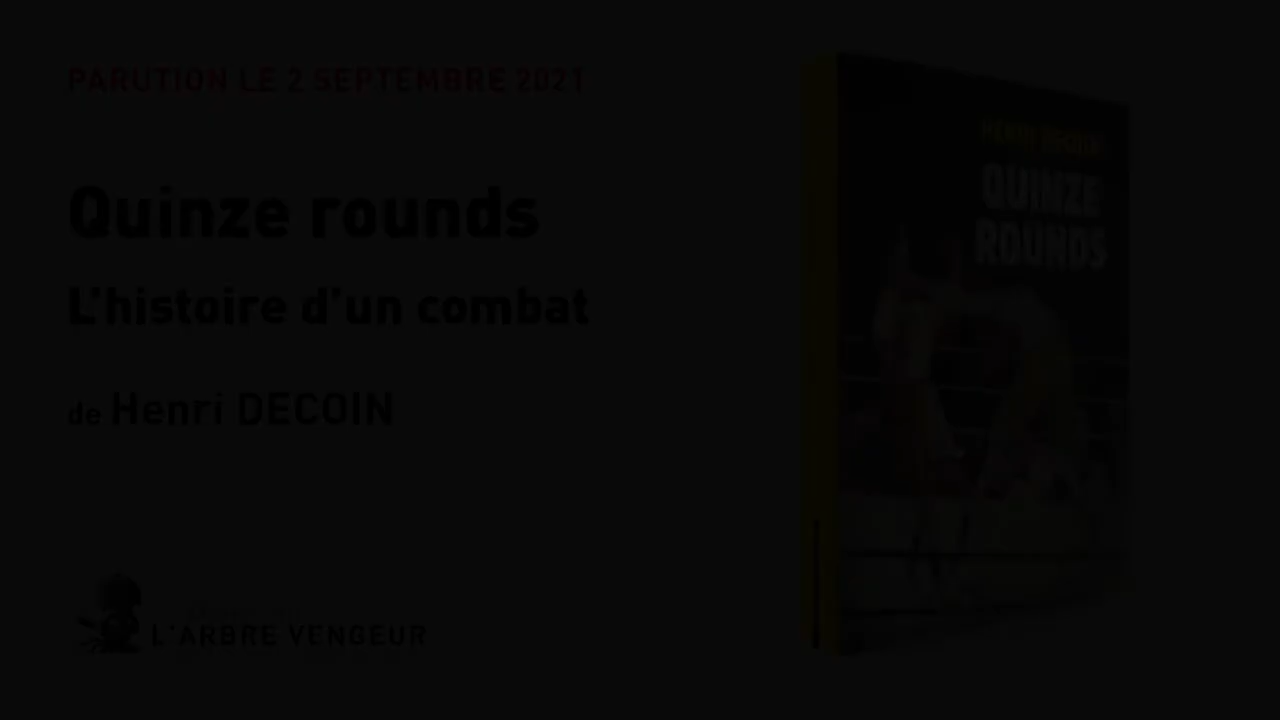 PARUTION LE 2 SEPTEMBRE 2021
Quinze rounds
L'histoire d'un combat
de Henri DECOIN
L'ARBRE VENGEUR
HENRI DECOIN
QUINZE
ROUNDS